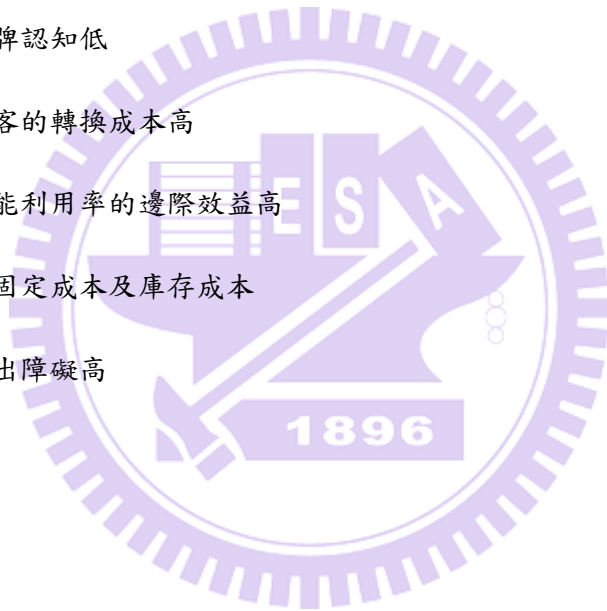 牌認知低
客的轉換成本高
能利用率的邊際效益高
固定成本及庫存成本
出障礙高
E S A
1896